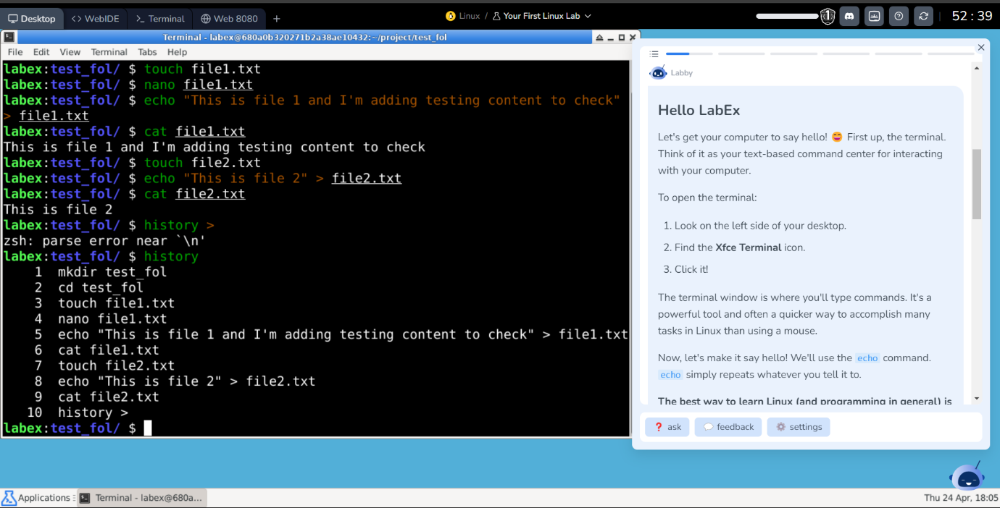 Desktop
WebIDE
Terminal
Web 8080
+
Linux / Your First Linux Lab
1
52 : 39
Terminal - labex@680a0b320271b2a38ae10432:~/project/test_fol
File Edit View Terminal Tabs Help
labex:test_fol/ $ touch file1.txt
labex:test_fol/ $ nano file1.txt
labex:test_fol/ $ echo "This is file 1 and I'm adding testing content to check"
> file1.txt
labex:test_fol/ $ cat file1.txt
This is file 1 and I'm adding testing content to check
labex:test_fol/ $ touch file2.txt
labex:test_fol/ $ echo "This is file 2" > file2.txt
labex:test_fol/ $ cat file2.txt
This is file 2
labex:test_fol/ $ history >
zsh: parse error near `\n'
labex:test_fol/ $ history
1 mkdir test_fol
2 cd test_fol
3 touch file1.txt
4 nano file1.txt
5 echo "This is file 1 and I'm adding testing content to check" > file1.txt
6 cat file1.txt
7 touch file2.txt
8 echo "This is file 2" > file2.txt
9 cat file2.txt
10 history >
labex:test_fol/ $
Labby
Hello LabEx
Let's get your computer to say hello! 😄 First up, the terminal.
Think of it as your text-based command center for interacting
with your computer.
To open the terminal:
1. Look on the left side of your desktop.
2. Find the Xfce Terminal icon.
3. Click it!
The terminal window is where you'll type commands. It's a
powerful tool and often a quicker way to accomplish many
tasks in Linux than using a mouse.
Now, let's make it say hello! We'll use the echo command.
echo simply repeats whatever you tell it to.
The best way to learn Linux (and programming in general) is
❓ ask
feedback
settings
Applications
Terminal - labex@680a...
Thu 24 Apr, 18:05